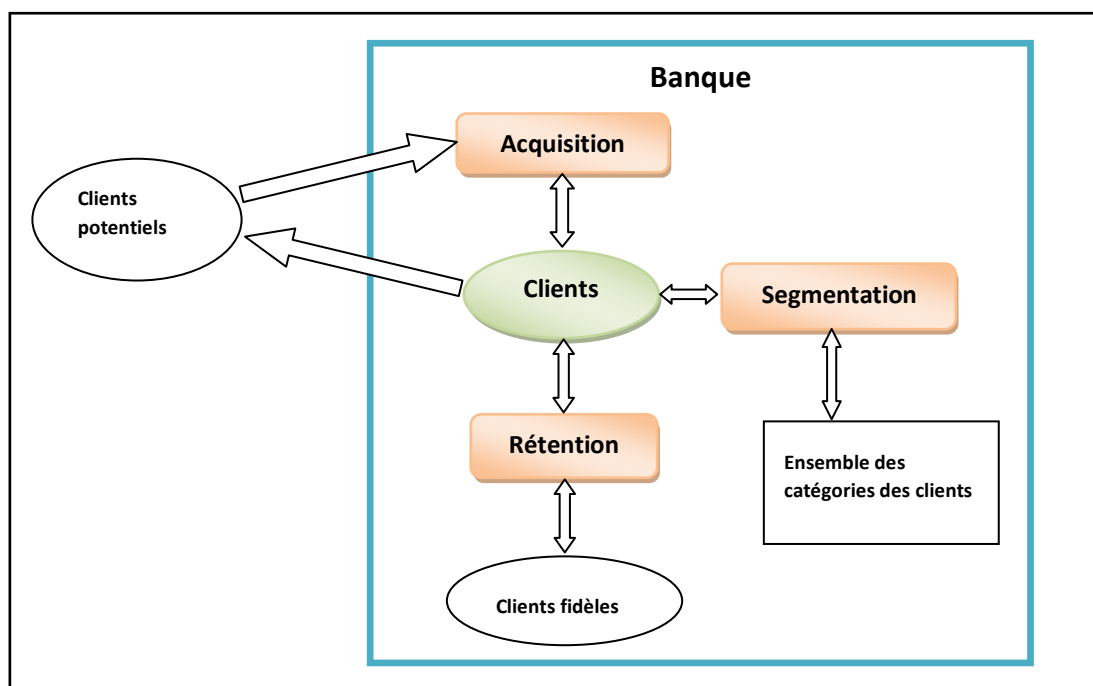 Banque
Acquisition
Clients
potentiels
Clients
Segmentation
Rétention
Ensemble des
catégories des clients
Clients fidèles